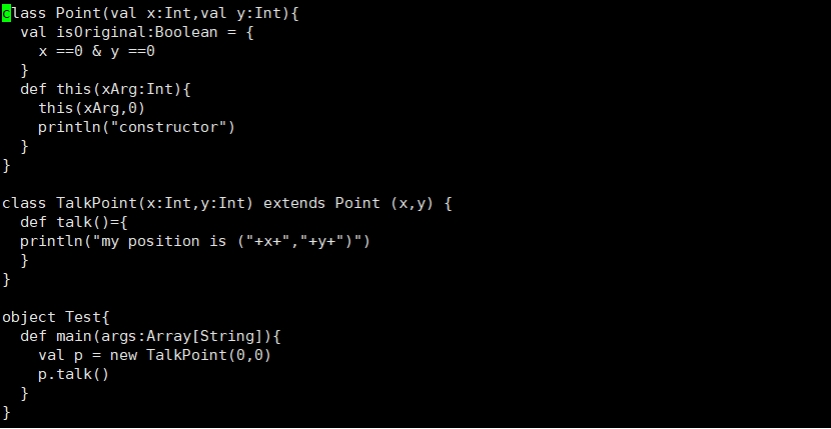 class Point(val x:Int,val y:Int){
  val isOriginal:Boolean = {
    x ==0 & y ==0
  }
  def this(xArg:Int){
    this(xArg,0)
    println("constructor")
  }
}

class TalkPoint(x:Int,y:Int) extends Point (x,y) {
  def talk()={
  println("my position is ("+x+","+y+")")
  }
}

object Test{
  def main(args:Array[String]){
    val p = new TalkPoint(0,0)
    p.talk()
  }
}